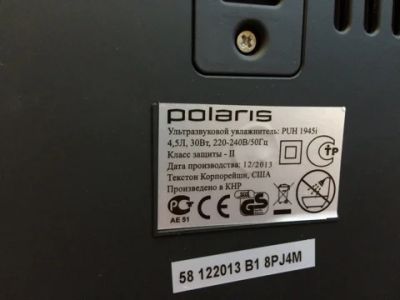 polaris
Ультразвуковой увлажнитель: PUH 1945i
4,5Л, 30Вт, 220-240В/50Гц
Класс защиты - II
Дата производства: 12/2013
Текстон Корпорейшн, США
Произведено в КНР
АЕ 51
58 122013 B1 8PJ4M